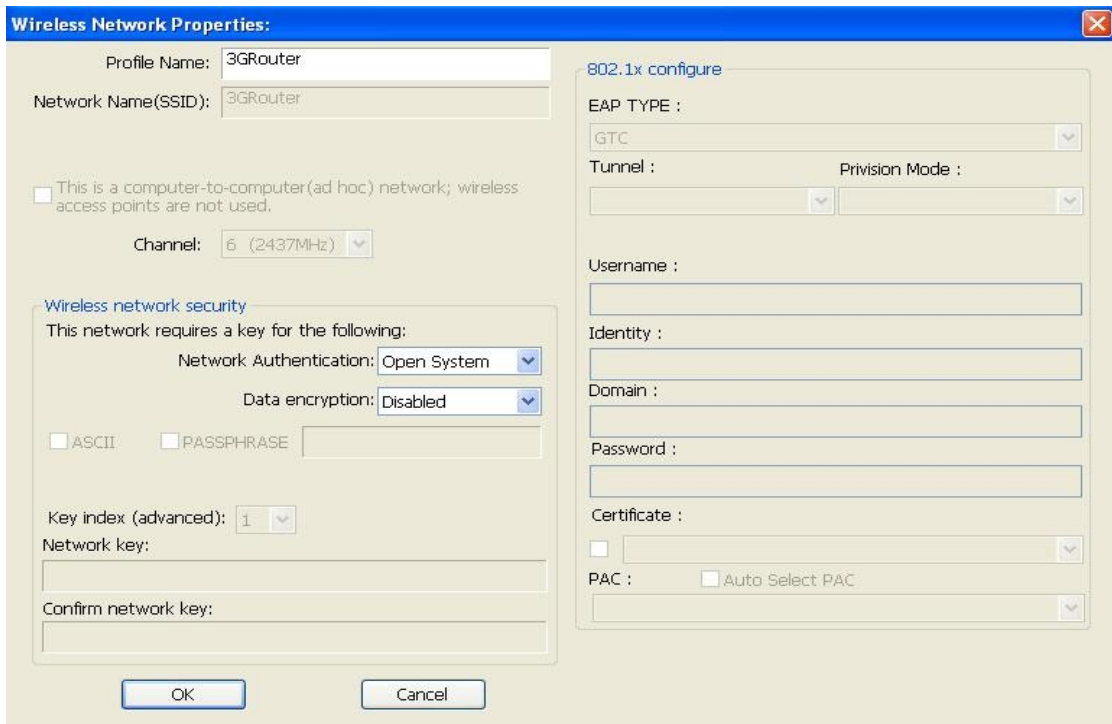 Wireless Network Properties:
Profile Name: 3GRouter
Network Name(SSID): 3GRouter
This is a computer-to-computer(ad hoc) network; wireless
access points are not used.
Channel: 6 (2437MHz)
Wireless network security
This network requires a key for the following:
Network Authentication: Open System
Data encryption: Disabled
ASCII PASSPHRASE
Key index (advanced): 1
Network key:
Confirm network key:
OK Cancel
802.1x configure
EAP TYPE :
GTC
Tunnel : Privision Mode :
Username :
Identity :
Domain :
Password :
Certificate :
PAC : Auto Select PAC